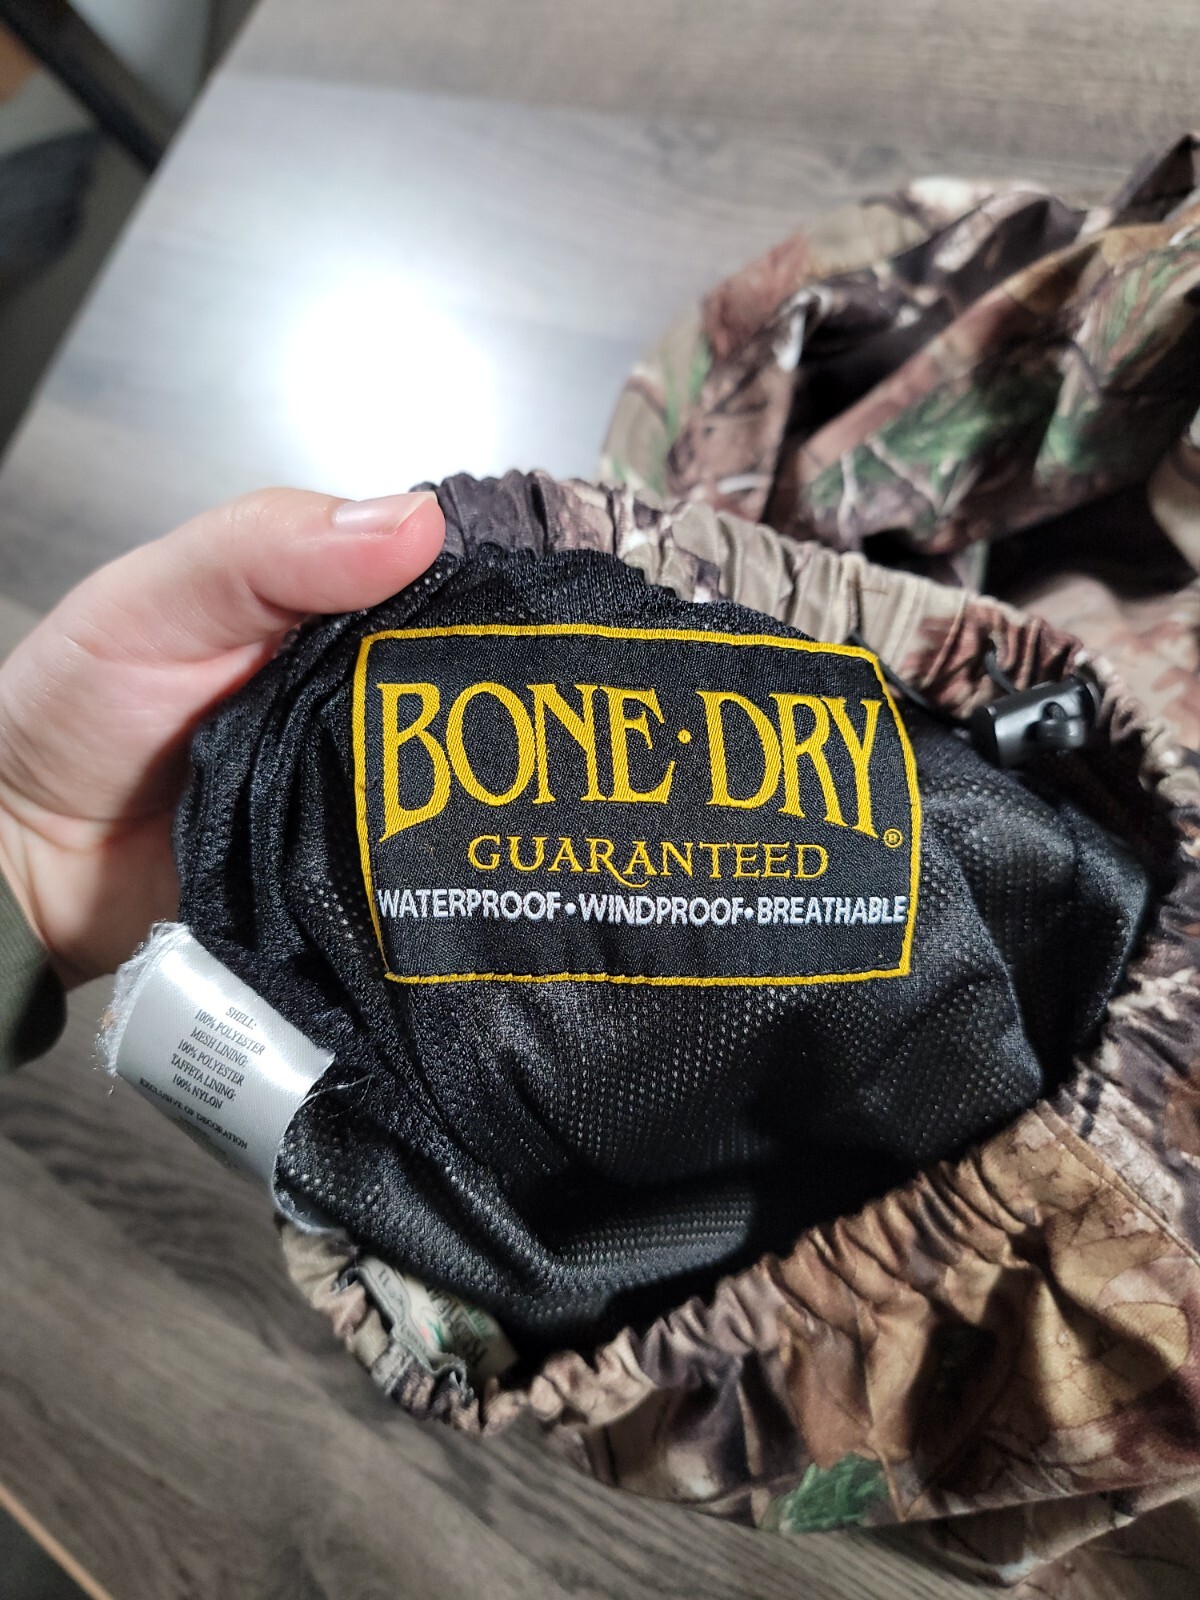 BONE·DRY®
GUARANTEED
WATERPROOF•WINDPROOF•BREATHABLE
SHELL:
100% POLYESTER
MESH LINING:
100% POLYESTER
TAFFETA LINING:
100% NYLON
EXCLUSIVE OF DECORATION